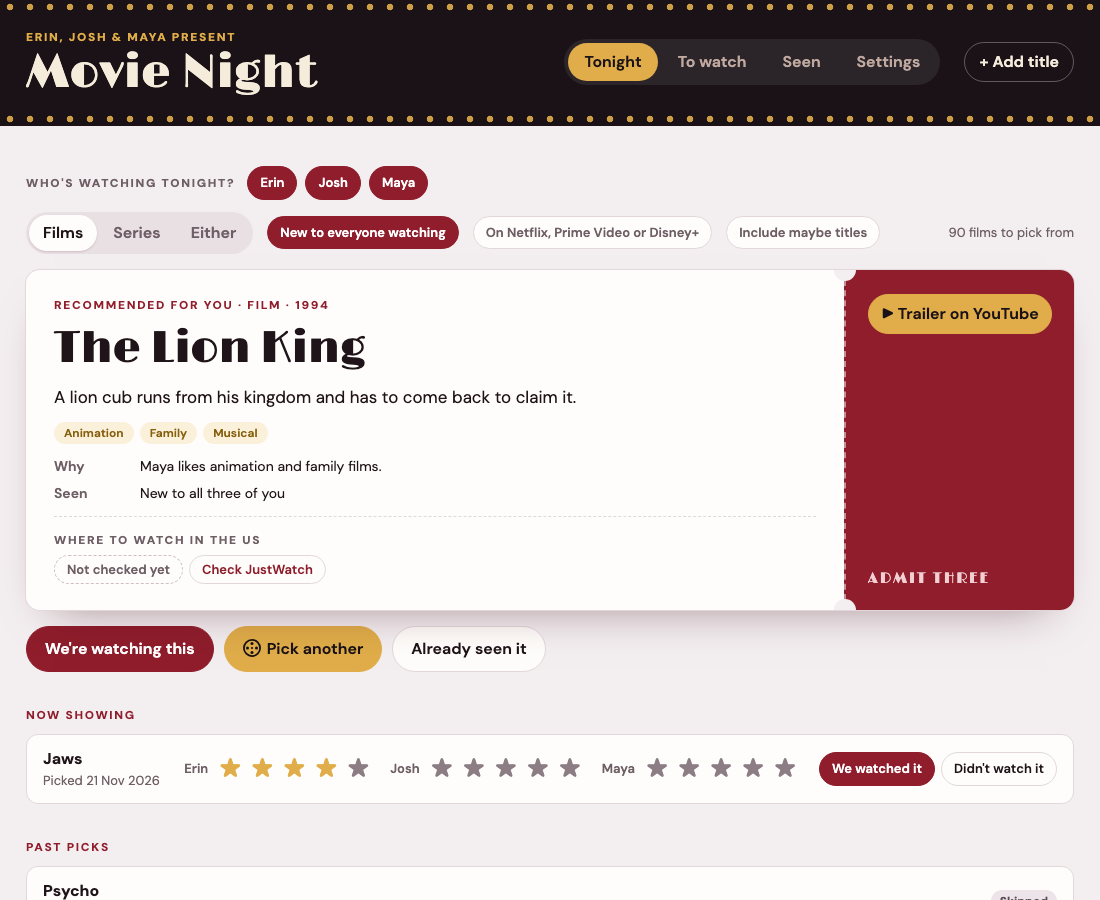 ERIN, JOSH & MAYA PRESENT
Movie Night
Tonight
To watch
Seen
Settings
+ Add title
WHO'S WATCHING TONIGHT?
Erin
Josh
Maya
Films
Series
Either
New to everyone watching
On Netflix, Prime Video or Disney+
Include maybe titles
90 films to pick from
RECOMMENDED FOR YOU · FILM · 1994
The Lion King
A lion cub runs from his kingdom and has to come back to claim it.
Animation
Family
Musical
Why
Maya likes animation and family films.
Seen
New to all three of you
WHERE TO WATCH IN THE US
Not checked yet
Check JustWatch
Trailer on YouTube
ADMIT THREE
We're watching this
Pick another
Already seen it
NOW SHOWING
Jaws
Picked 21 Nov 2026
Erin
Josh
Maya
We watched it
Didn't watch it
PAST PICKS
Psycho
Skipped